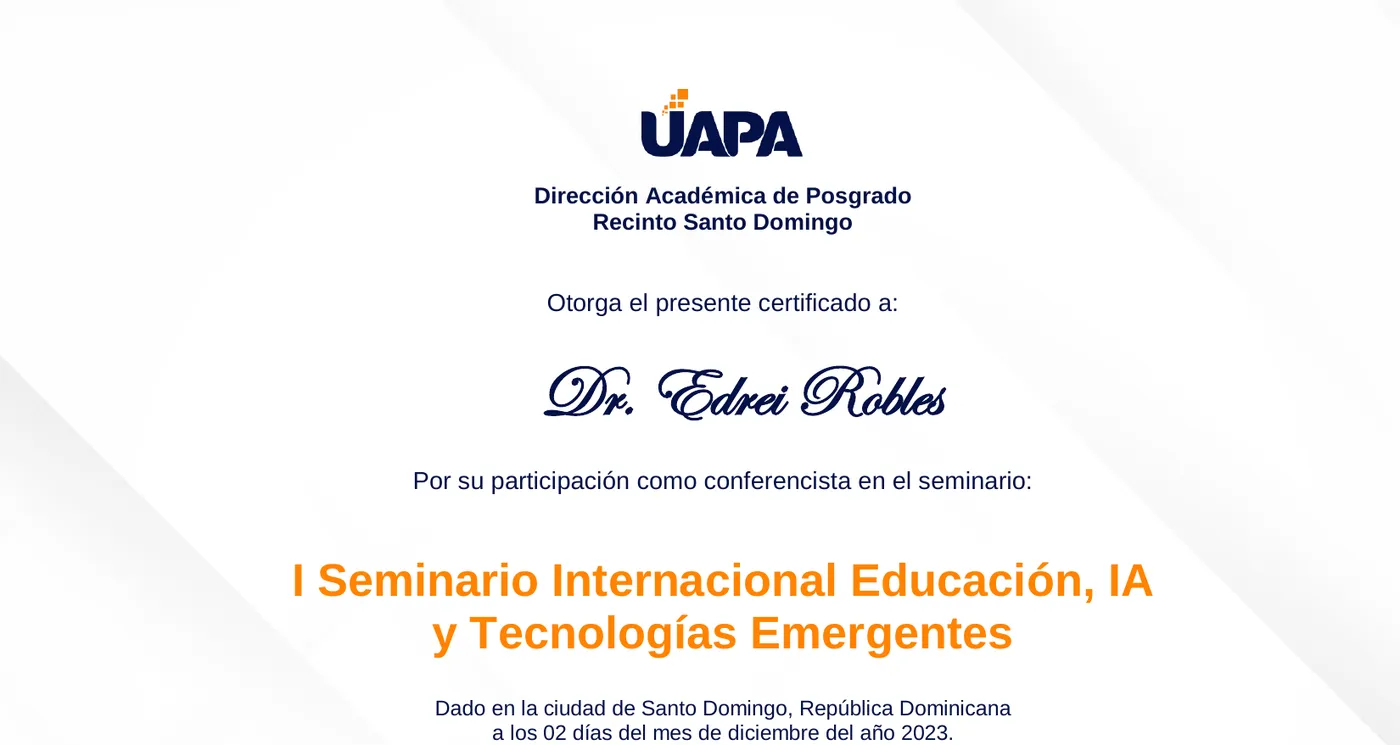 UAPA
Dirección Académica de Posgrado
Recinto Santo Domingo
Otorga el presente certificado a:
Dr. Edrei Robles
Por su participación como conferencista en el seminario:
I Seminario Internacional Educación, IA
y Tecnologías Emergentes
Dado en la ciudad de Santo Domingo, República Dominicana
a los 02 días del mes de diciembre del año 2023.